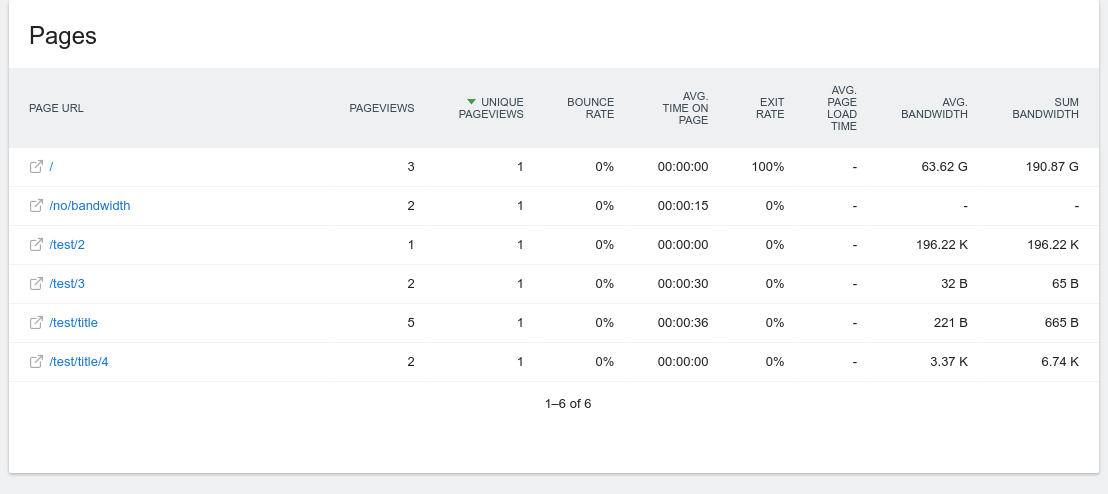 Pages
PAGE URL PAGEVIEWS UNIQUE PAGEVIEWS BOUNCE RATE AVG. TIME ON PAGE EXIT RATE AVG. PAGE LOAD TIME AVG. BANDWIDTH SUM BANDWIDTH
/ 3 1 0% 00:00:00 100% - 63.62 G 190.87 G
/no/bandwidth 2 1 0% 00:00:15 0% - - -
/test/2 1 1 0% 00:00:00 0% - 196.22 K 196.22 K
/test/3 2 1 0% 00:00:30 0% - 32 B 65 B
/test/title 5 1 0% 00:00:36 0% - 221 B 665 B
/test/title/4 2 1 0% 00:00:00 0% - 3.37 K 6.74 K
1–6 of 6